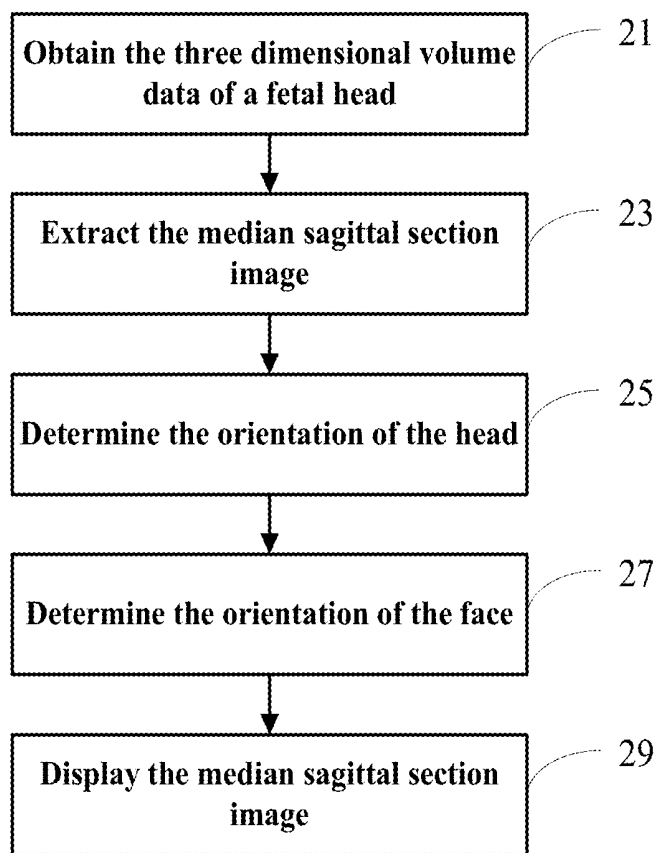 Obtain the three dimensional volume
data of a fetal head
21
Extract the median sagittal section
image
23
Determine the orientation of the head
25
Determine the orientation of the face
27
Display the median sagittal section
image
29